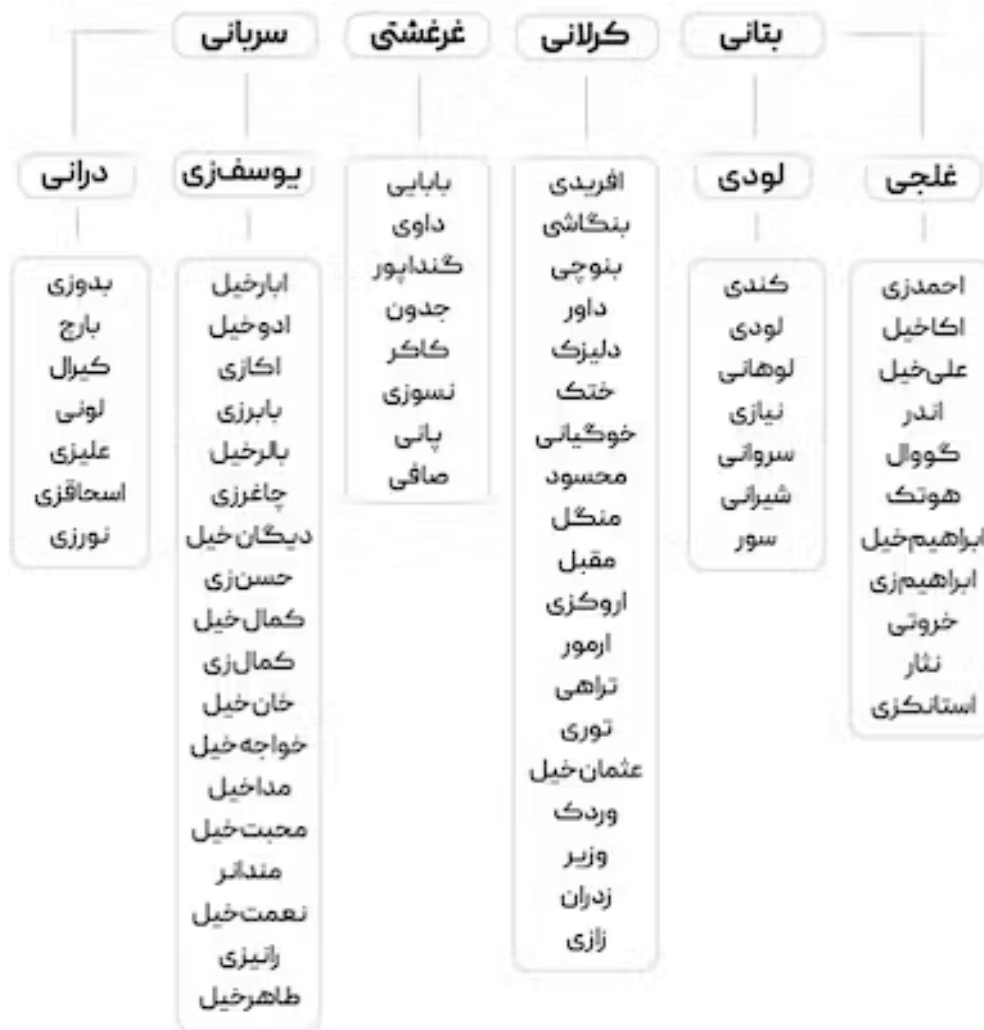 بتانی
کرلانی
غرغشتی
سربانی
غلجی
احمدزی
اکاخیل
علی‌خیل
اندر
گووال
هوتک
ابراهیم‌خیل
ابراهیم‌زی
خروتی
نثار
استانکزی
لودی
کندی
لودی
لوهانی
نیازی
سروانی
شیرانی
سور
افریدی
بنگاشی
بنوچی
داور
دلیزک
ختک
خوگیانی
محسود
منگل
مقبل
اروکزی
ارمور
تراهی
توری
عثمان‌خیل
وردک
وزیر
زدران
زازی
بابایی
داوی
گنداپور
جدون
کاکر
نسوزی
پانی
صافی
یوسف‌زی
ابارخیل
ادوخیل
اکازی
بابرزی
بالرخیل
چاغرزی
دیگان‌خیل
حسن‌زی
کمال‌خیل
کمال‌زی
خان‌خیل
خواجه‌خیل
مداخیل
محبت‌خیل
مندانر
نعمت‌خیل
رانیزی
طاهرخیل
درانی
بدوزی
بارچ
کیرال
لونی
علیزی
اسحاقزی
نورزی